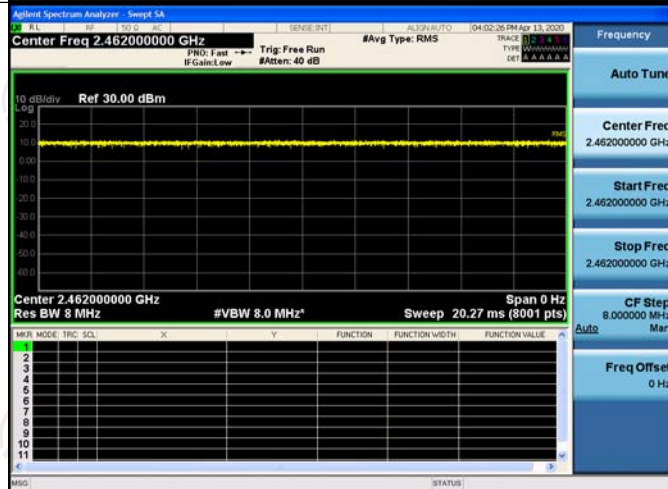 Agilent Spectrum Analyzer - Swept SA
RL RF 50 Ω AC SENSE:INT ALIGN AUTO 04:02:26 PM Apr 13, 2020
Center Freq 2.462000000 GHz
PNO: Fast
IFGain:Low
Trig: Free Run
#Atten: 40 dB
#Avg Type: RMS
TRACE 1 2 3 4 5 6
TYPE
DET A A A A A A
10 dB/div Ref 30.00 dBm
Log
20.0
10.0
0.00
-10.0
-20.0
-30.0
-40.0
-50.0
-60.0
RMS
Center 2.462000000 GHz Span 0 Hz
Res BW 8 MHz #VBW 8.0 MHz* Sweep 20.27 ms (8001 pts)
MKR MODE TRC SCL X Y FUNCTION FUNCTION WIDTH FUNCTION VALUE
1
2
3
4
5
6
7
8
9
10
11
MSG STATUS
Frequency
Auto Tune
Center Freq
2.462000000 GHz
Start Freq
2.462000000 GHz
Stop Freq
2.462000000 GHz
CF Step
8.000000 MHz
Auto Man
Freq Offset
0 Hz